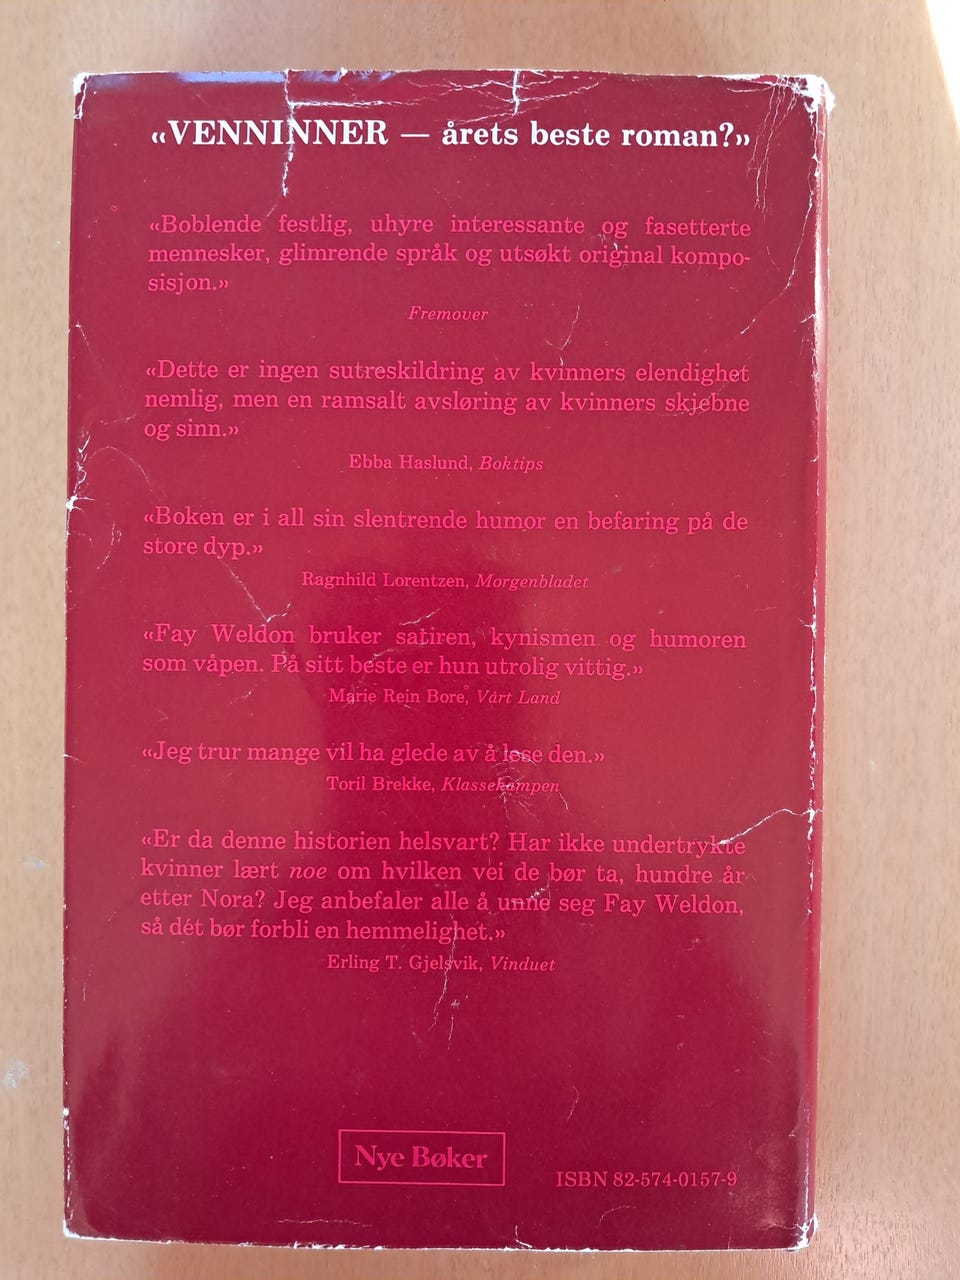 «VENNINNER — årets beste roman?»
«Boblende festlig, uhyre interessante og fasetterte
mennesker, glimrende språk og utsøkt original kompo-
sisjon.»
Fremover
«Dette er ingen sutreskildring av kvinners elendighet
nemlig, men en ramsalt avsløring av kvinners skjebne
og sinn.»
Ebba Haslund, Boktips
«Boken er i all sin slentrende humor en befaring på de
store dyp.»
Ragnhild Lorentzen, Morgenbladet
«Fay Weldon bruker satiren, kynismen og humoren
som våpen. På sitt beste er hun utrolig vittig.»
Marie Rein Bore, Vårt Land
«Jeg trur mange vil ha glede av å lese den.»
Toril Brekke, Klassekampen
«Er da denne historien helsvart? Har ikke undertrykte
kvinner lært noe om hvilken vei de bør ta, hundre år
etter Nora? Jeg anbefaler alle å unne seg Fay Weldon,
så dét bør forbli en hemmelighet.»
Erling T. Gjelsvik, Vinduet
Nye Bøker
ISBN 82-574-0157-9